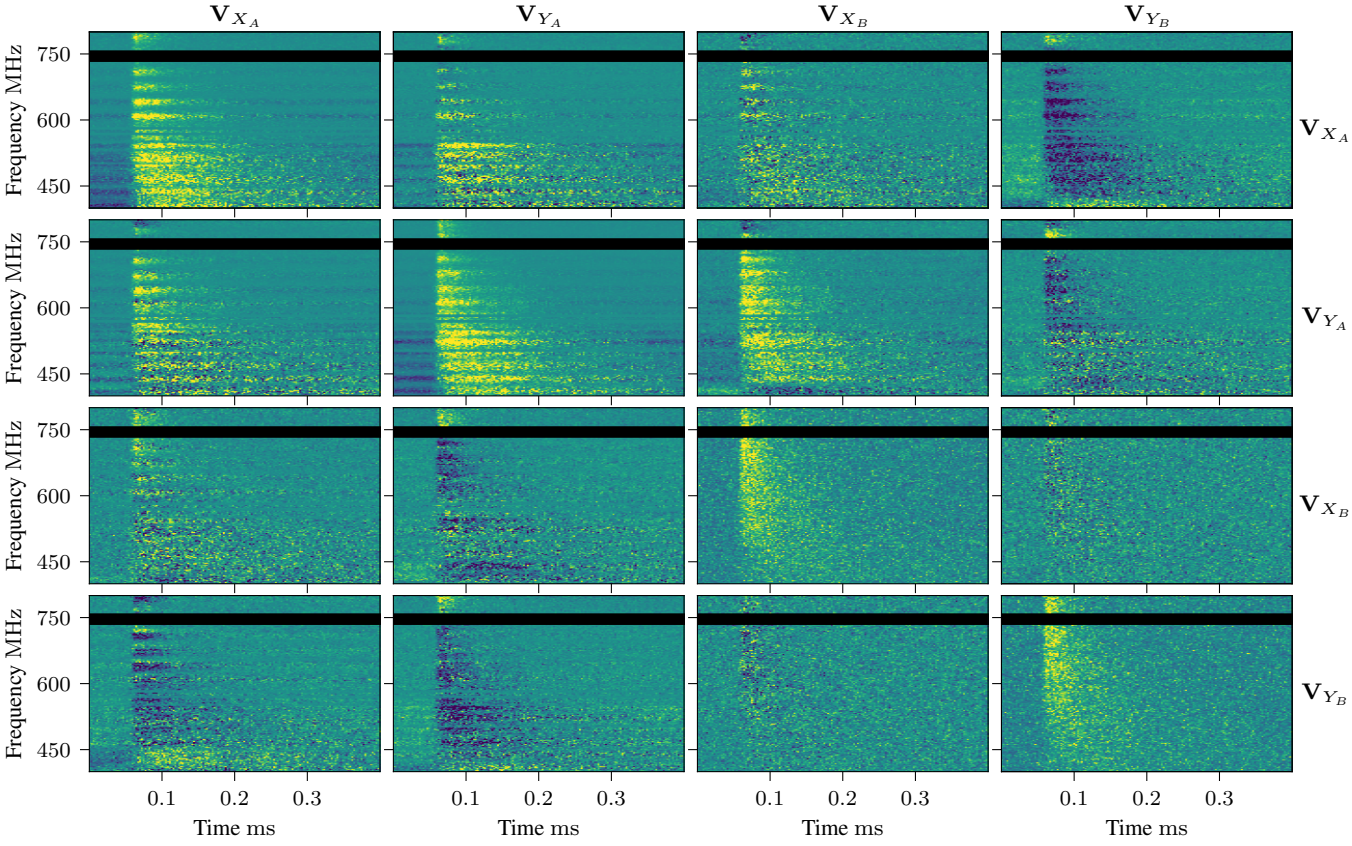 V_{X_A} V_{Y_A} V_{X_B} V_{Y_B}
Frequency MHz 750 600 450 V_{X_A}
Frequency MHz 750 600 450 V_{Y_A}
Frequency MHz 750 600 450 V_{X_B}
Frequency MHz 750 600 450 V_{Y_B}
0.1 0.2 0.3 0.1 0.2 0.3 0.1 0.2 0.3 0.1 0.2 0.3
Time ms Time ms Time ms Time ms